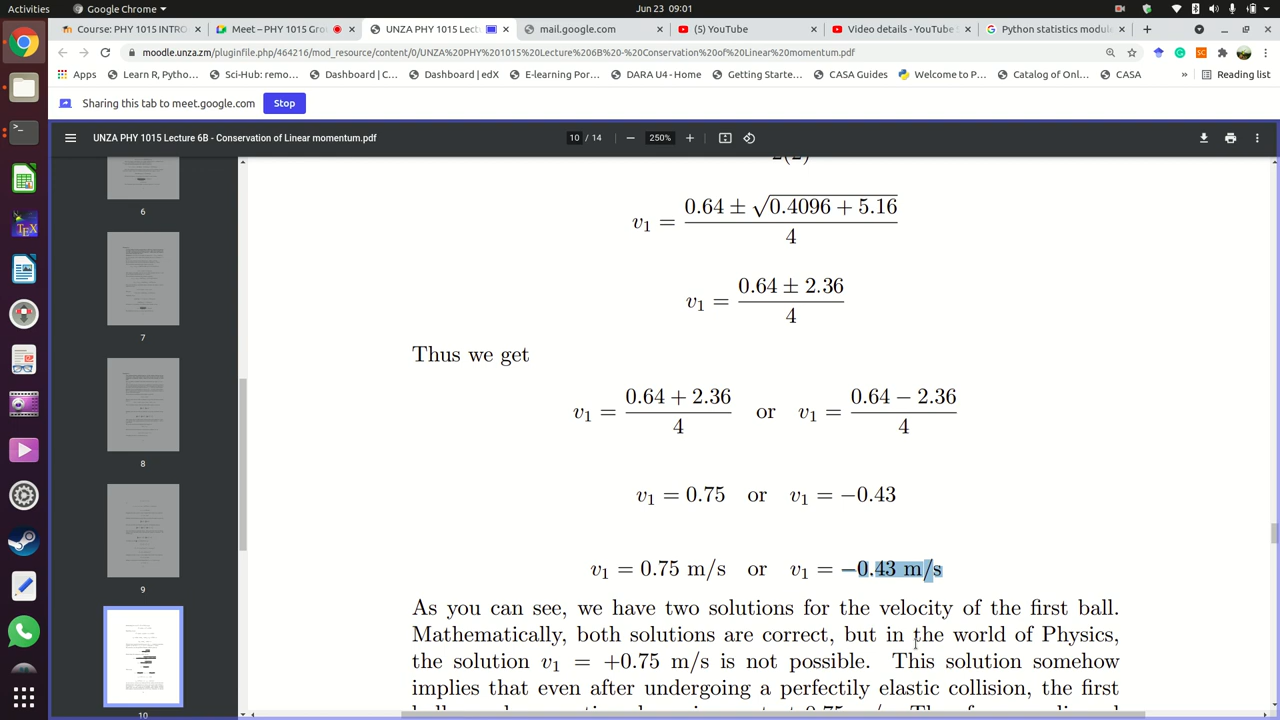 Activities Google Chrome Jun 23 09:01
Course: PHY 1015 INTRO Meet – PHY 1015 Gro UNZA PHY 1015 Lect mail.google.com (5) YouTube Video details - YouTube S Python statistics module
moodle.unza.zm/pluginfile.php/464216/mod_resource/content/0/UNZA%20PHY%201015%20Lecture%206B%20-%20Conservation%20of%20Linear%20momentum.pdf
Apps Learn R, Pytho... Sci-Hub: remo... Dashboard | C... Dashboard | edX E-learning Por... DARA U4 - Home Getting Starte... CASA Guides Welcome to P... Catalog of Onl... CASA » Reading list
Sharing this tab to meet.google.com Stop
UNZA PHY 1015 Lecture 6B - Conservation of Linear momentum.pdf 10 / 14 — 250% +
2(2)
v₁ = (0.64 ± √(0.4096 + 5.16))/4
v₁ = (0.64 ± 2.36)/4
Thus we get
v₁ = (0.64 + 2.36)/4 or v₁ = (0.64 − 2.36)/4
v₁ = 0.75 or v₁ = −0.43
v₁ = 0.75 m/s or v₁ = −0.43 m/s
As you can see, we have two solutions for the velocity of the first ball.
Mathematically, both solutions are correct, but in the world of Physics,
the solution v₁ = +0.75 m/s is not possible. This solution somehow
implies that even after undergoing a perfectily elastic collision, the first
6
7
8
9
10